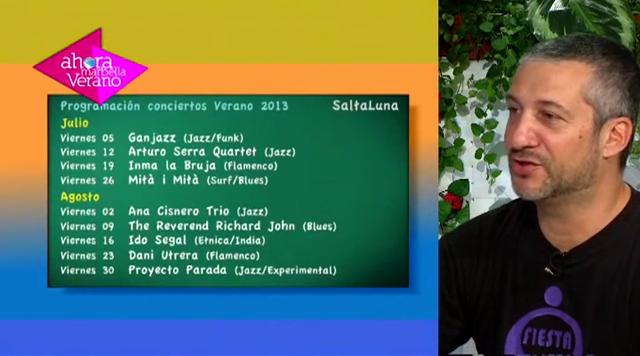 ahora
marbella
Verano
Programación conciertos Verano 2013 SaltaLuna
Julio
Viernes 05 Ganjazz (Jazz/Funk)
Viernes 12 Arturo Serra Quartet (Jazz)
Viernes 19 Inma la Bruja (Flamenco)
Viernes 26 Mità i Mità (Surf/Blues)
Agosto
Viernes 02 Ana Cisnero Trio (Jazz)
Viernes 09 The Reverend Richard John (Blues)
Viernes 16 Ido Segal (Etnica/India)
Viernes 23 Dani Utrera (Flamenco)
Viernes 30 Proyecto Parada (Jazz/Experimental)
FIESTA